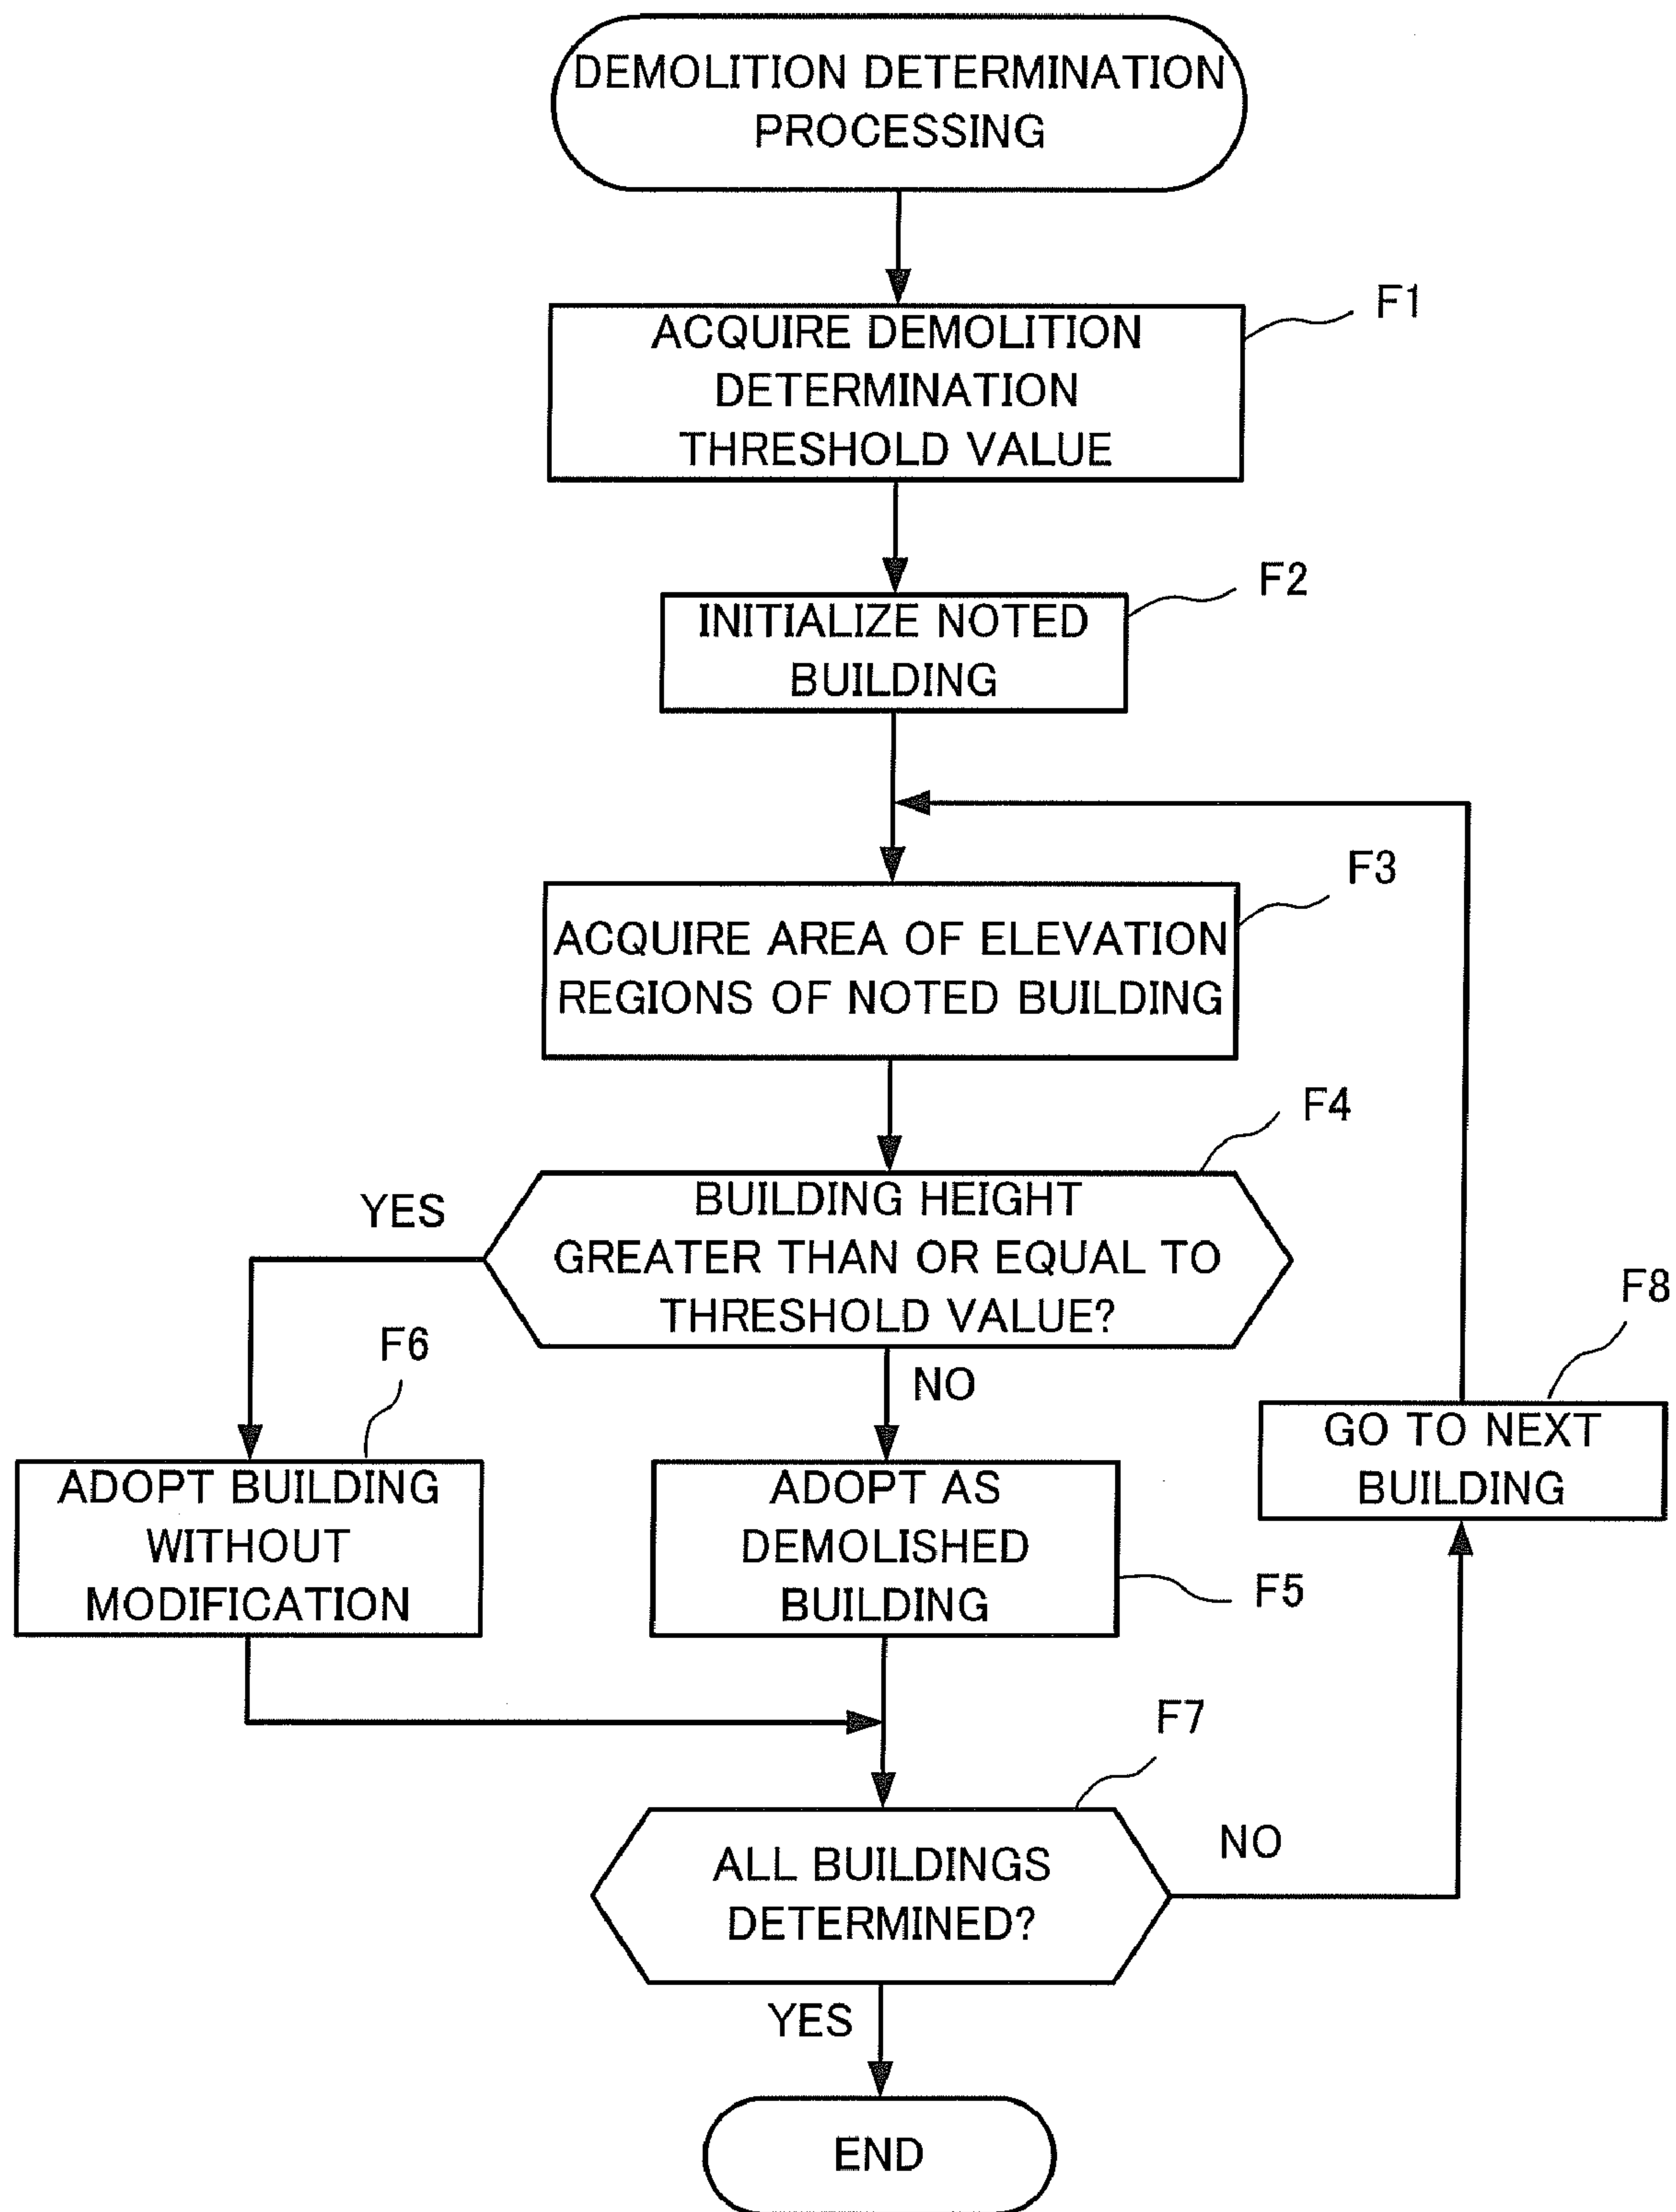 DEMOLITION DETERMINATION
PROCESSING
F1
ACQUIRE DEMOLITION
DETERMINATION
THRESHOLD VALUE
F2
INITIALIZE NOTED
BUILDING
F3
ACQUIRE AREA OF ELEVATION
REGIONS OF NOTED BUILDING
F4
YES
BUILDING HEIGHT
GREATER THAN OR EQUAL TO
THRESHOLD VALUE?
F6
NO
F8
GO TO NEXT
BUILDING
ADOPT BUILDING
WITHOUT
MODIFICATION
ADOPT AS
DEMOLISHED
BUILDING
F5
F7
ALL BUILDINGS
DETERMINED?
NO
YES
END